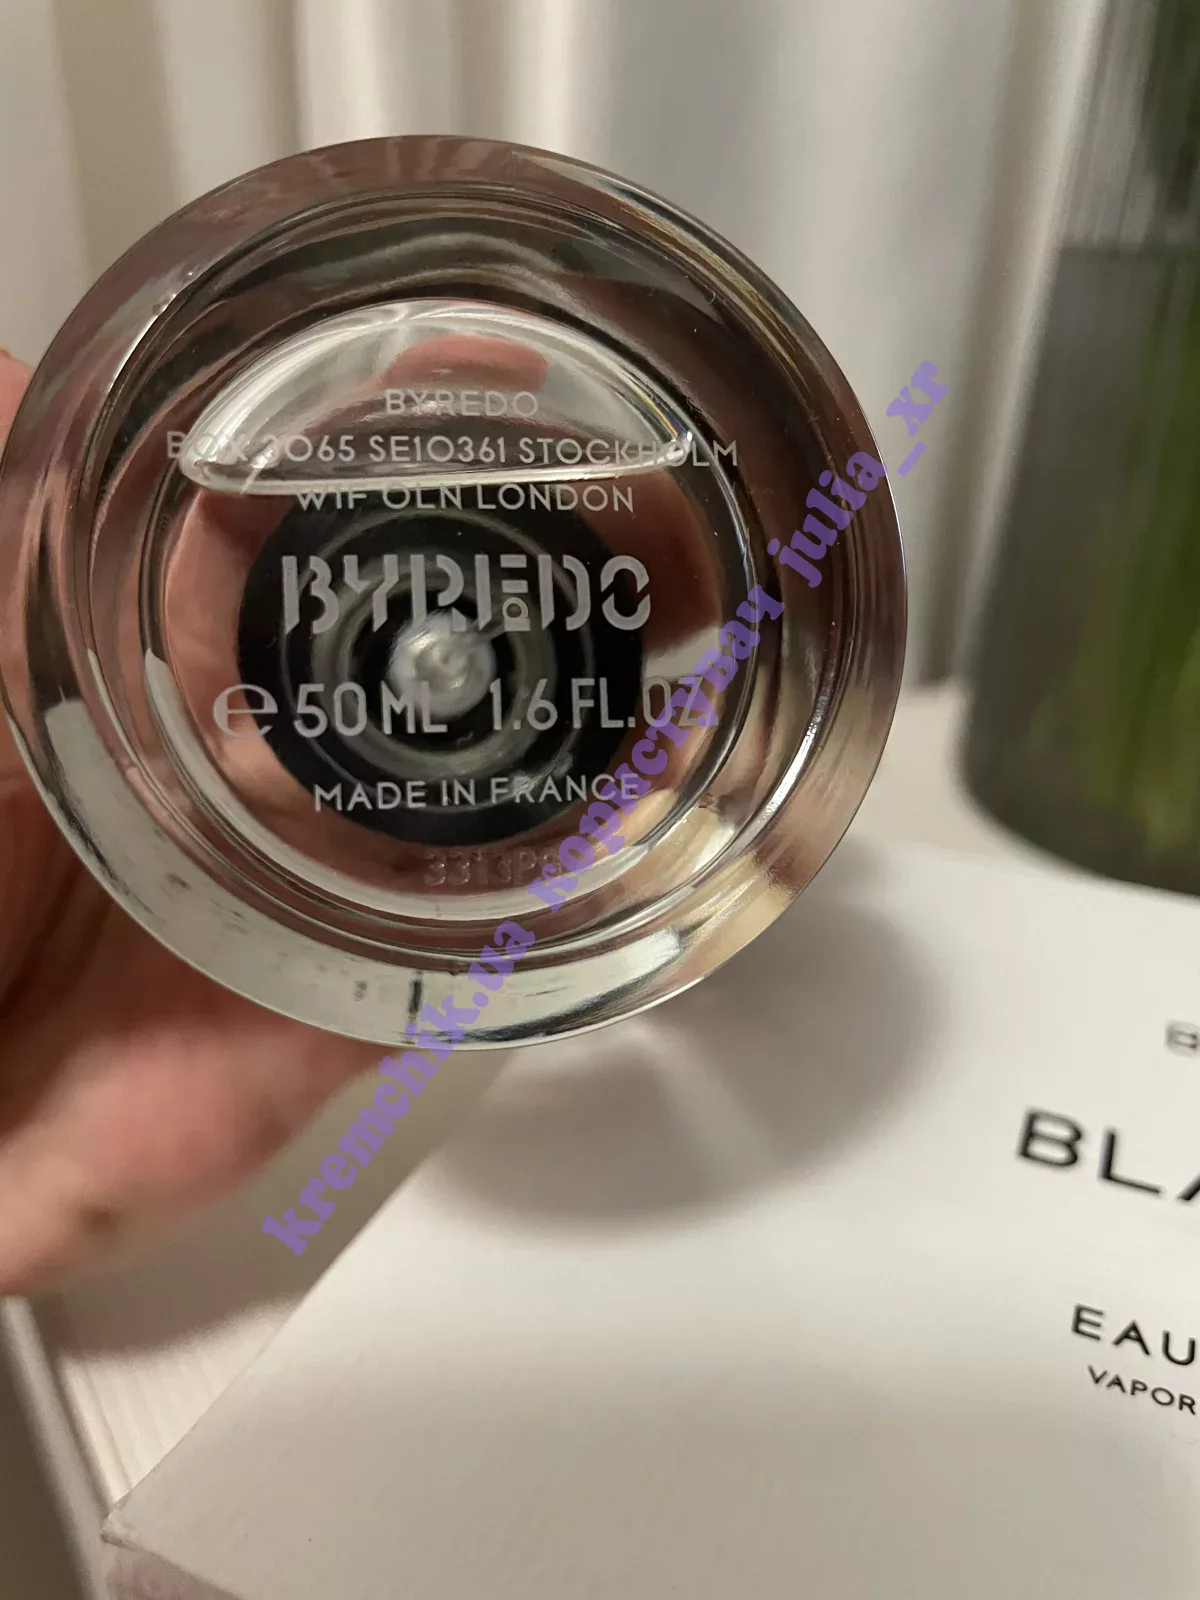 BYREDO
BOX 3065 SE10361 STOCKHOLM
W1F OLN LONDON
BYREDO
e 50 ML 1.6 FL.OZ
MADE IN FRANCE
kremchik.ua користувач julia_xr
BLA
EAU
VAPOR